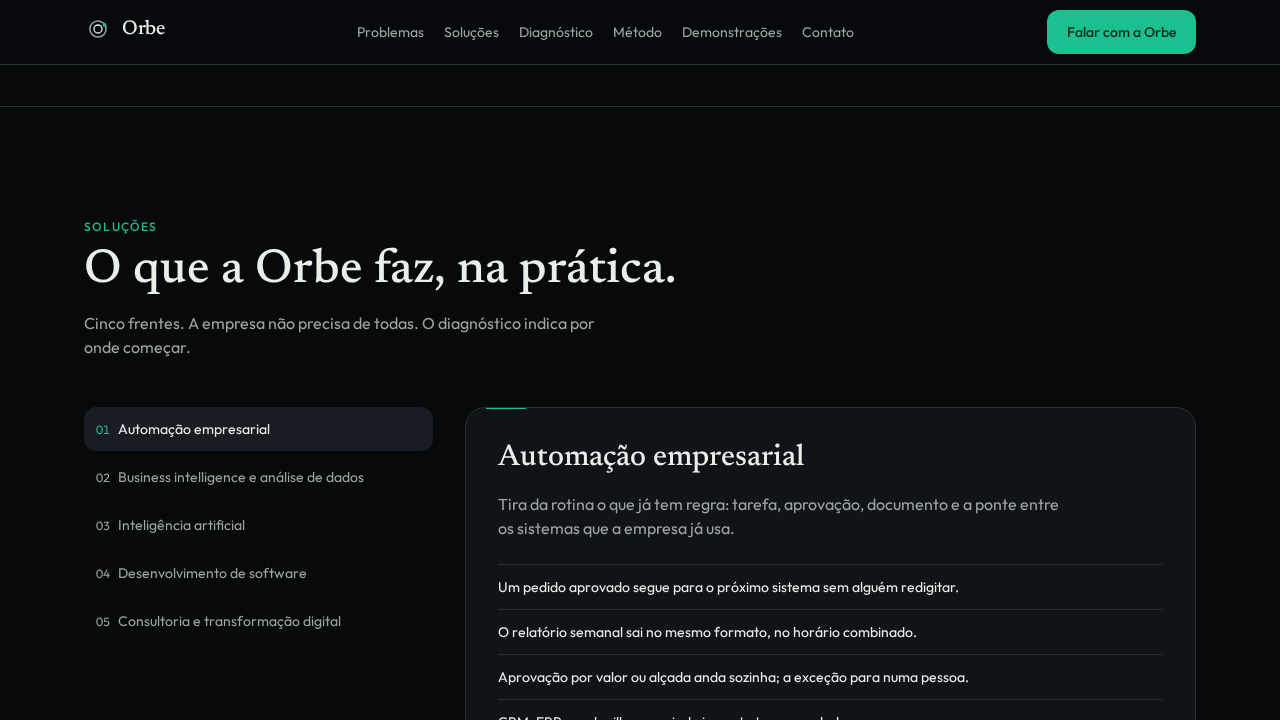 Orbe
Problemas
Soluções
Diagnóstico
Método
Demonstrações
Contato
Falar com a Orbe
SOLUÇÕES
O que a Orbe faz, na prática.
Cinco frentes. A empresa não precisa de todas. O diagnóstico indica por
onde começar.
01 Automação empresarial
02 Business intelligence e análise de dados
03 Inteligência artificial
04 Desenvolvimento de software
05 Consultoria e transformação digital
Automação empresarial
Tira da rotina o que já tem regra: tarefa, aprovação, documento e a ponte entre
os sistemas que a empresa já usa.
Um pedido aprovado segue para o próximo sistema sem alguém redigitar.
O relatório semanal sai no mesmo formato, no horário combinado.
Aprovação por valor ou alçada anda sozinha; a exceção para numa pessoa.